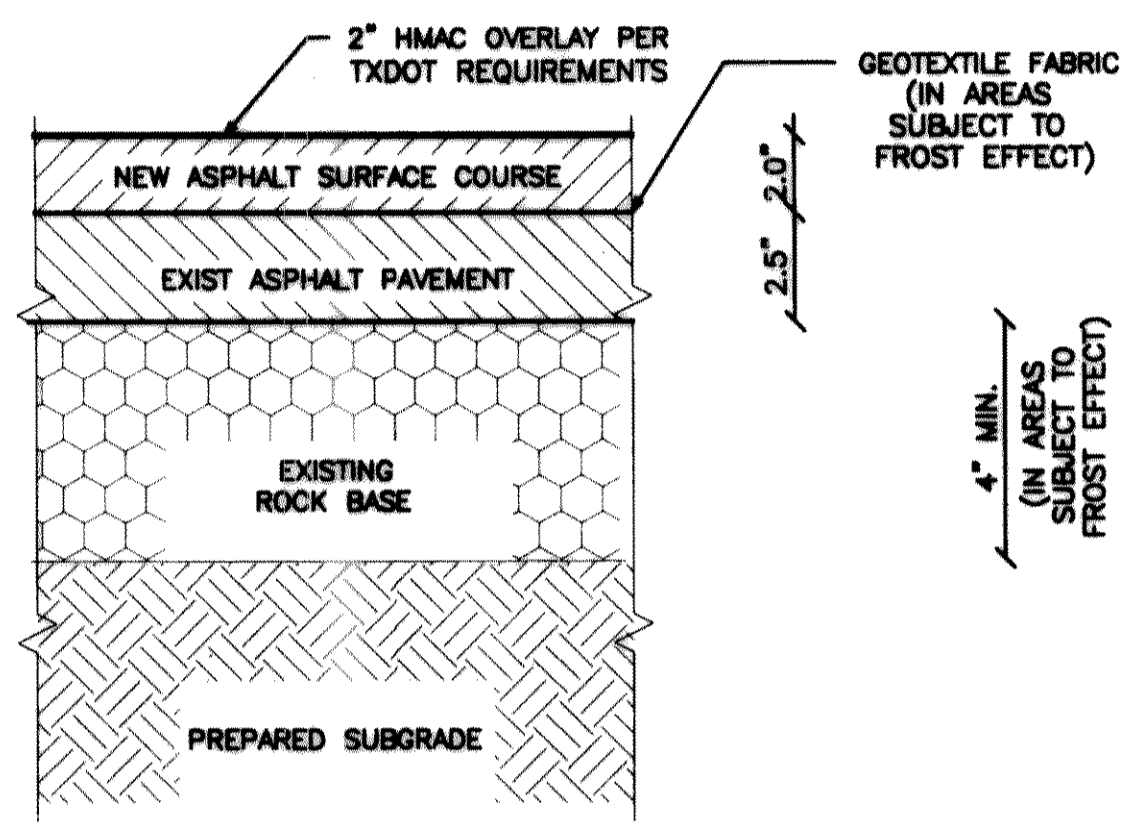 2" HMAC OVERLAY PER
TXDOT REQUIREMENTS
GEOTEXTILE FABRIC
(IN AREAS
SUBJECT TO
FROST EFFECT)
NEW ASPHALT SURFACE COURSE
2.0"
EXIST ASPHALT PAVEMENT
2.5"
EXISTING
ROCK BASE
4" MIN.
(IN AREAS
SUBJECT TO
FROST EFFECT)
PREPARED SUBGRADE